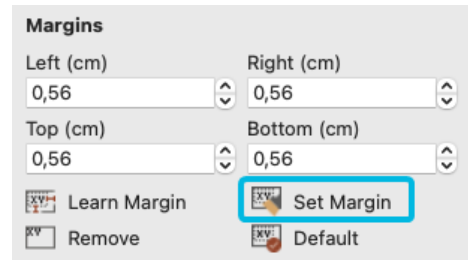 Margins
Left (cm) Right (cm)
0,56 0,56
Top (cm) Bottom (cm)
0,56 0,56
Learn Margin Set Margin
Remove Default